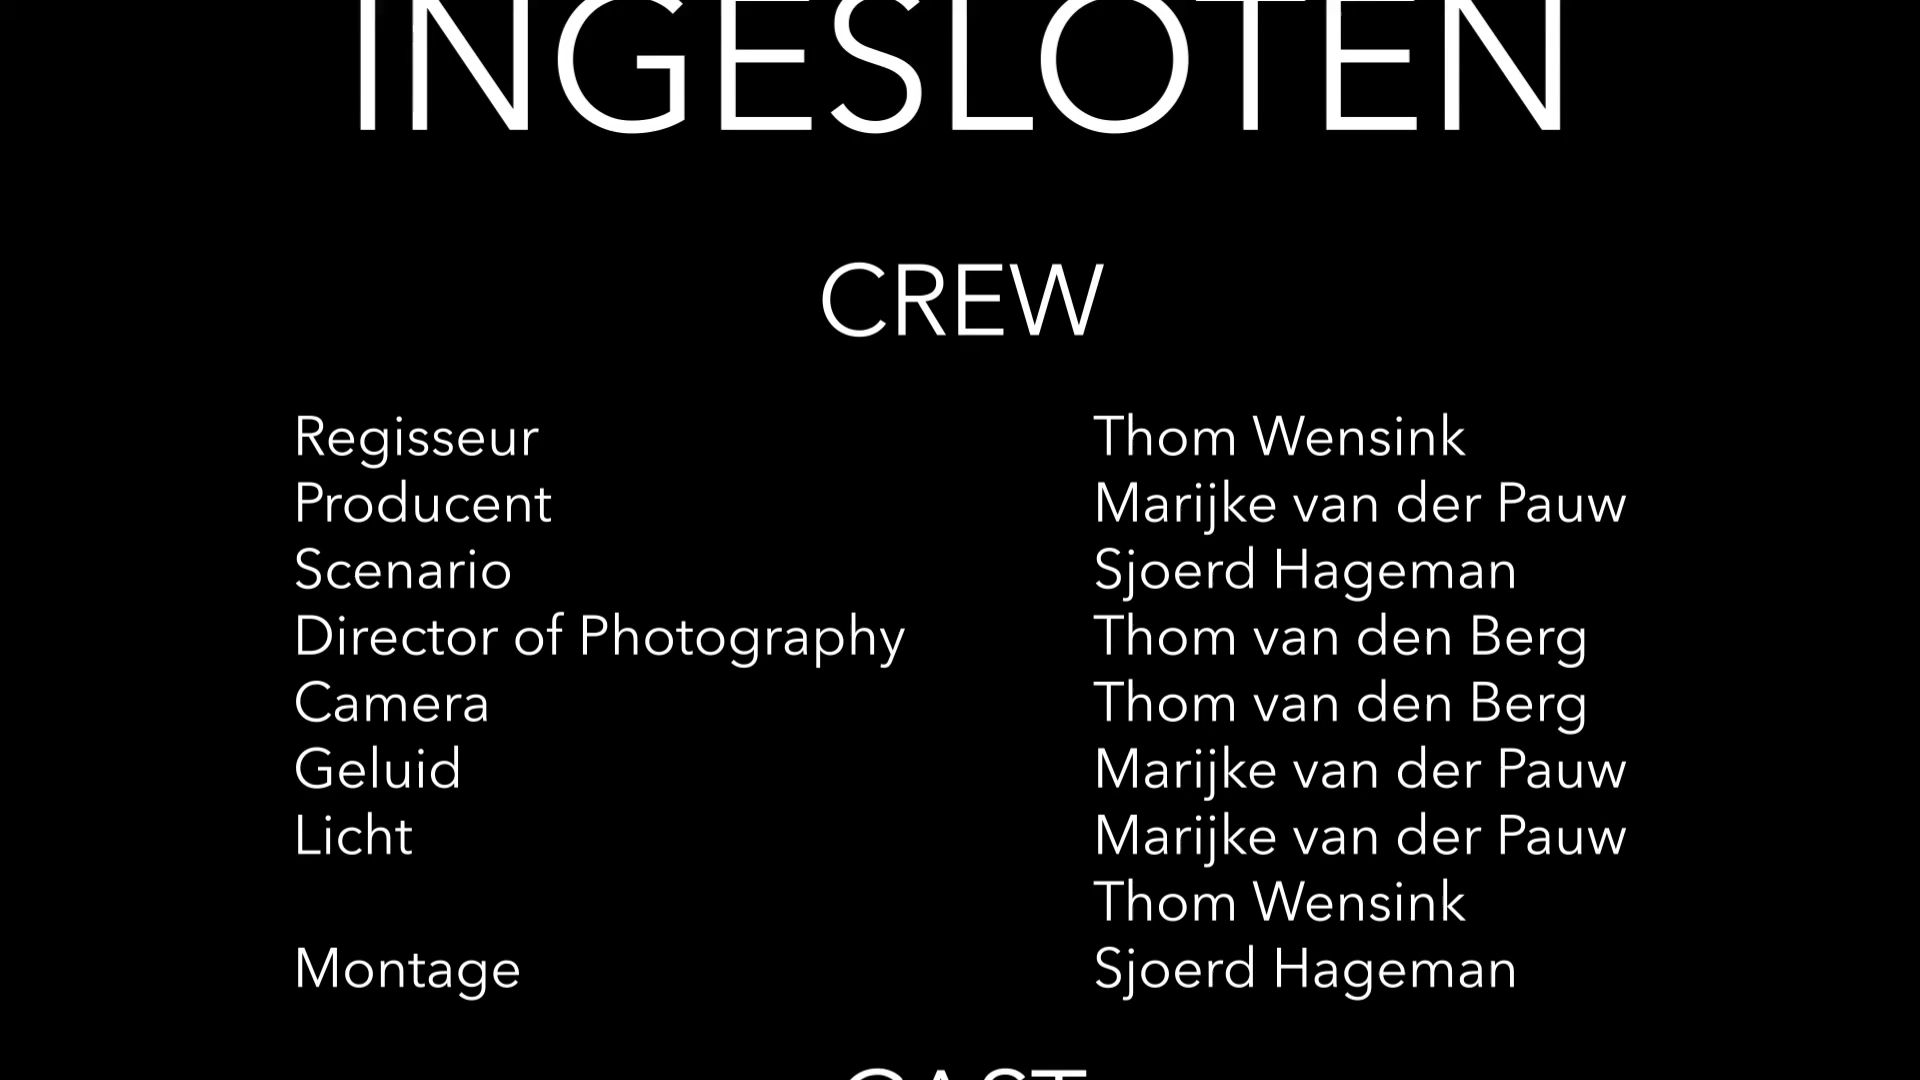 INGESLOTEN
CREW
Regisseur Thom Wensink
Producent Marijke van der Pauw
Scenario Sjoerd Hageman
Director of Photography Thom van den Berg
Camera Thom van den Berg
Geluid Marijke van der Pauw
Licht Marijke van der Pauw
Thom Wensink
Montage Sjoerd Hageman
CAST